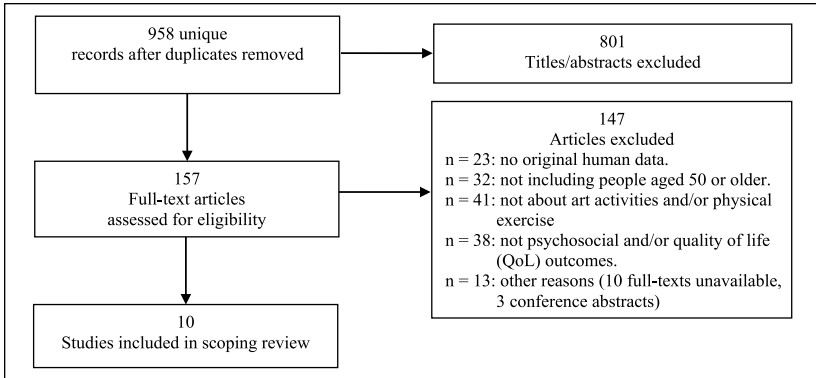 958 unique
records after duplicates removed
801
Titles/abstracts excluded
157
Full-text articles
assessed for eligibility
147
Articles excluded
n = 23: no original human data.
n = 32: not including people aged 50 or older.
n = 41: not about art activities and/or physical
exercise
n = 38: not psychosocial and/or quality of life
(QoL) outcomes.
n = 13: other reasons (10 full-texts unavailable,
3 conference abstracts)
10
Studies included in scoping review